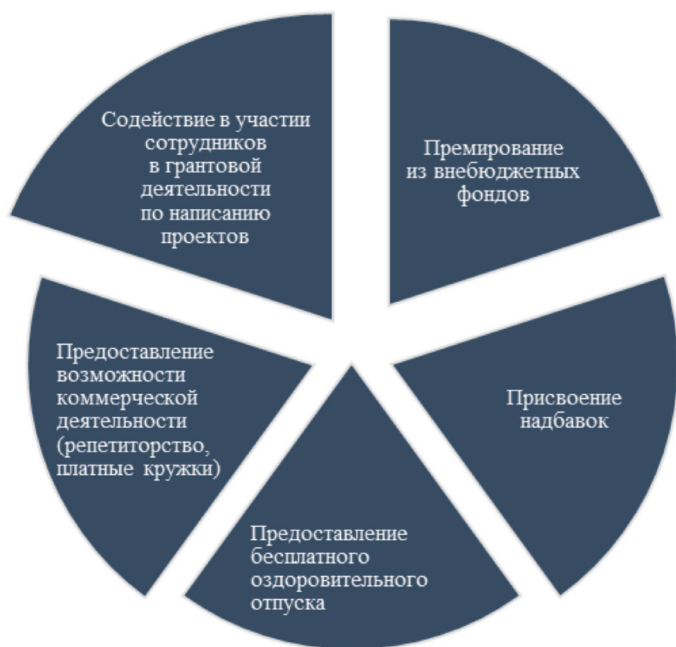 Содействие в участии
сотрудников
в грантовой
деятельности
по написанию
проектов
Премирование
из внебюджетных
фондов
Предоставление
возможности
коммерческой
деятельности
(репетиторство,
платные кружки)
Присвоение
надбавок
Предоставление
бесплатного
оздоровительного
отпуска